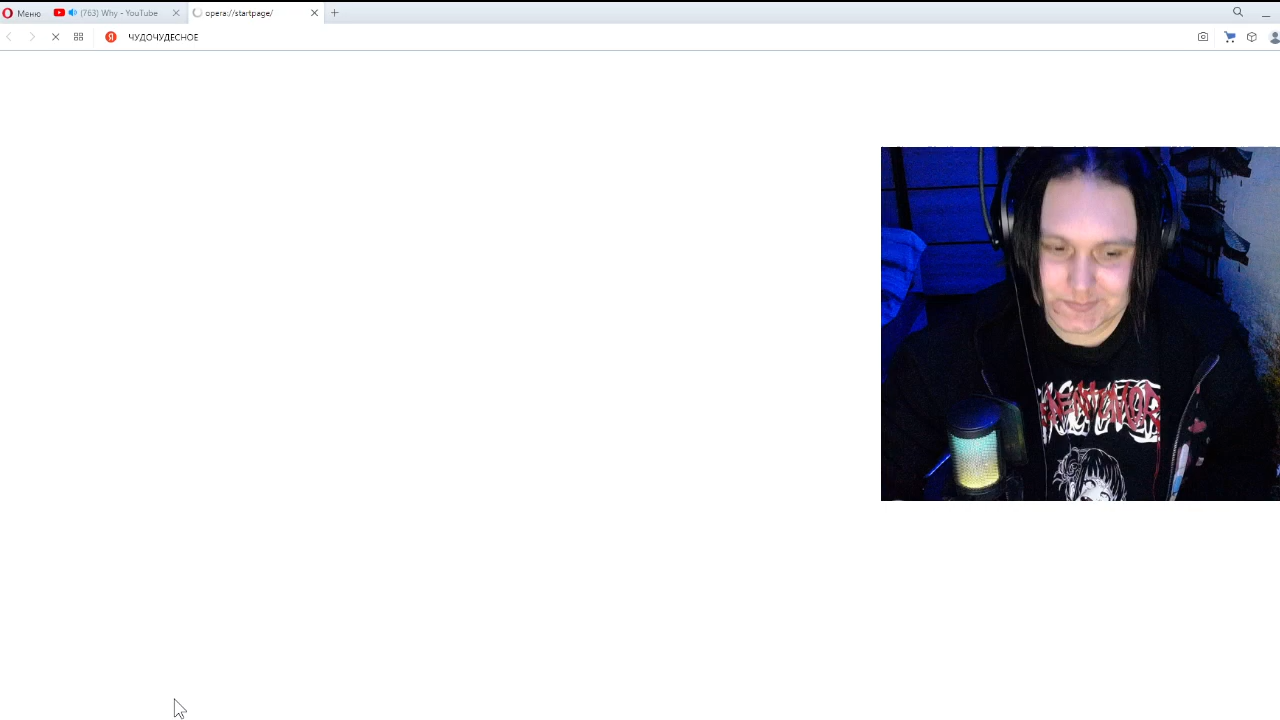 Меню
(763) Why - YouTube
opera://startpage/
Я
ЧУДОЧУДЕСНОЕ